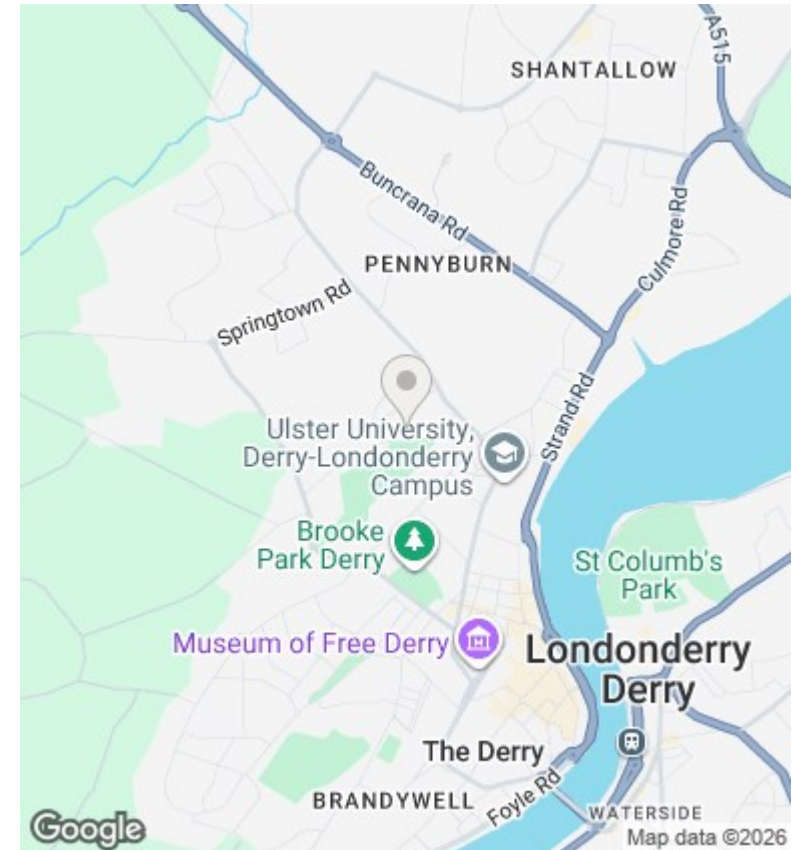 A515
SHANTALLOW
Buncrana Rd
Culmore Rd
PENNYBURN
Springtown Rd
Strand Rd
Ulster University,
Derry-Londonderry
Campus
Brooke
Park Derry
St Columb's
Park
Museum of Free Derry
Londonderry
Derry
The Derry
BRANDYWELL
Foyle Rd
WATERSIDE
Google
Map data ©2026